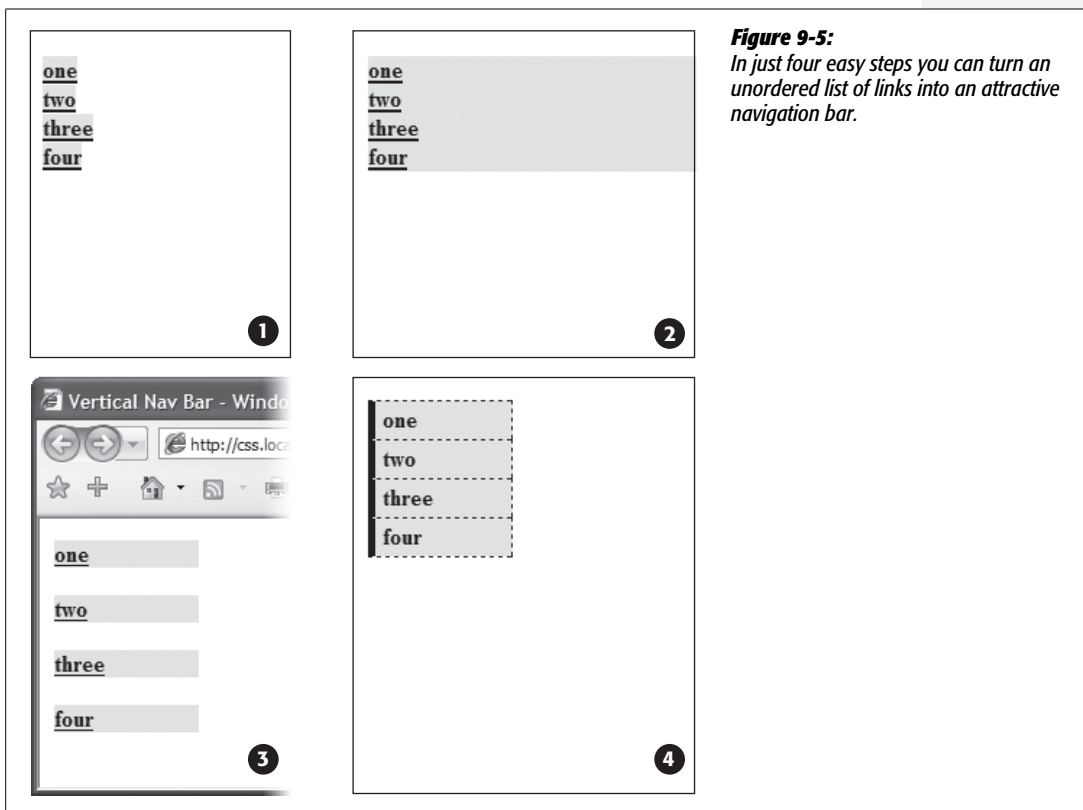 Figure 9-5:
In just four easy steps you can turn an
unordered list of links into an attractive
navigation bar.
one
two
three
four
1
one
two
three
four
2
Vertical Nav Bar - Windo
http://css.loca
one
two
three
four
3
one
two
three
four
4